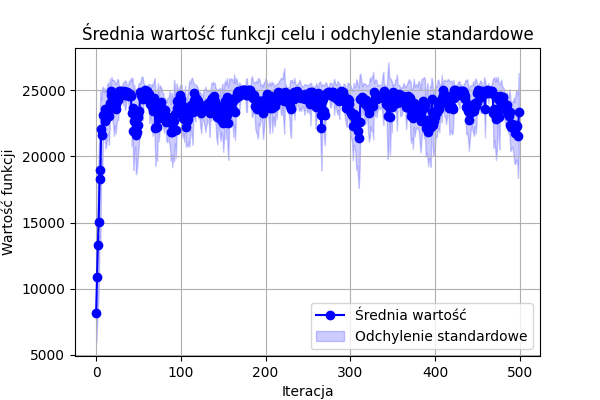 Średnia wartość funkcji celu i odchylenie standardowe
Wartość funkcji
25000
20000
15000
10000
5000
0 100 200 300 400 500
Iteracja
Średnia wartość
Odchylenie standardowe